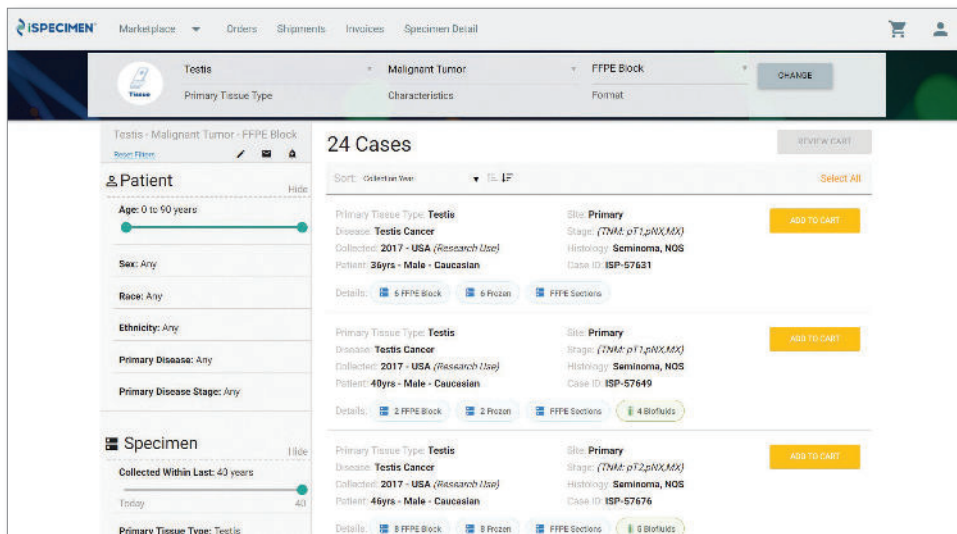 iSPECIMEN
Marketplace Orders Shipments Invoices Specimen Detail
Tissue
Testis Malignant Tumor FFPE Block
CHANGE
Primary Tissue Type Characteristics Format
Testis - Malignant Tumor - FFPE Block
Reset Filters
24 Cases
REVIEW CART
Patient
Hide
Sort: Collection Year
Select All
Age: 0 to 90 years
Sex: Any
Race: Any
Ethnicity: Any
Primary Disease: Any
Primary Disease Stage: Any
Specimen
Hide
Collected Within Last: 40 years
Today 40
Primary Tissue Type: Testis
Primary Tissue Type: Testis Site: Primary
ADD TO CART
Disease: Testis Cancer Stage: (TNM: pT1,pNX,MX)
Collected: 2017 - USA (Research Use) Histology: Seminoma, NOS
Patient: 36yrs - Male - Caucasian Case ID: ISP-57631
Details: 6 FFPE Block 6 Frozen FFPE Sections
Primary Tissue Type: Testis Site: Primary
ADD TO CART
Disease: Testis Cancer Stage: (TNM: pT1,pNX,MX)
Collected: 2017 - USA (Research Use) Histology: Seminoma, NOS
Patient: 40yrs - Male - Caucasian Case ID: ISP-57649
Details: 2 FFPE Block 2 Frozen FFPE Sections 4 Biofluids
Primary Tissue Type: Testis Site: Primary
ADD TO CART
Disease: Testis Cancer Stage: (TNM: pT2,pNX,MX)
Collected: 2017 - USA (Research Use) Histology: Seminoma, NOS
Patient: 46yrs - Male - Caucasian Case ID: ISP-57676
Details: 8 FFPE Block 8 Frozen FFPE Sections Biofluids